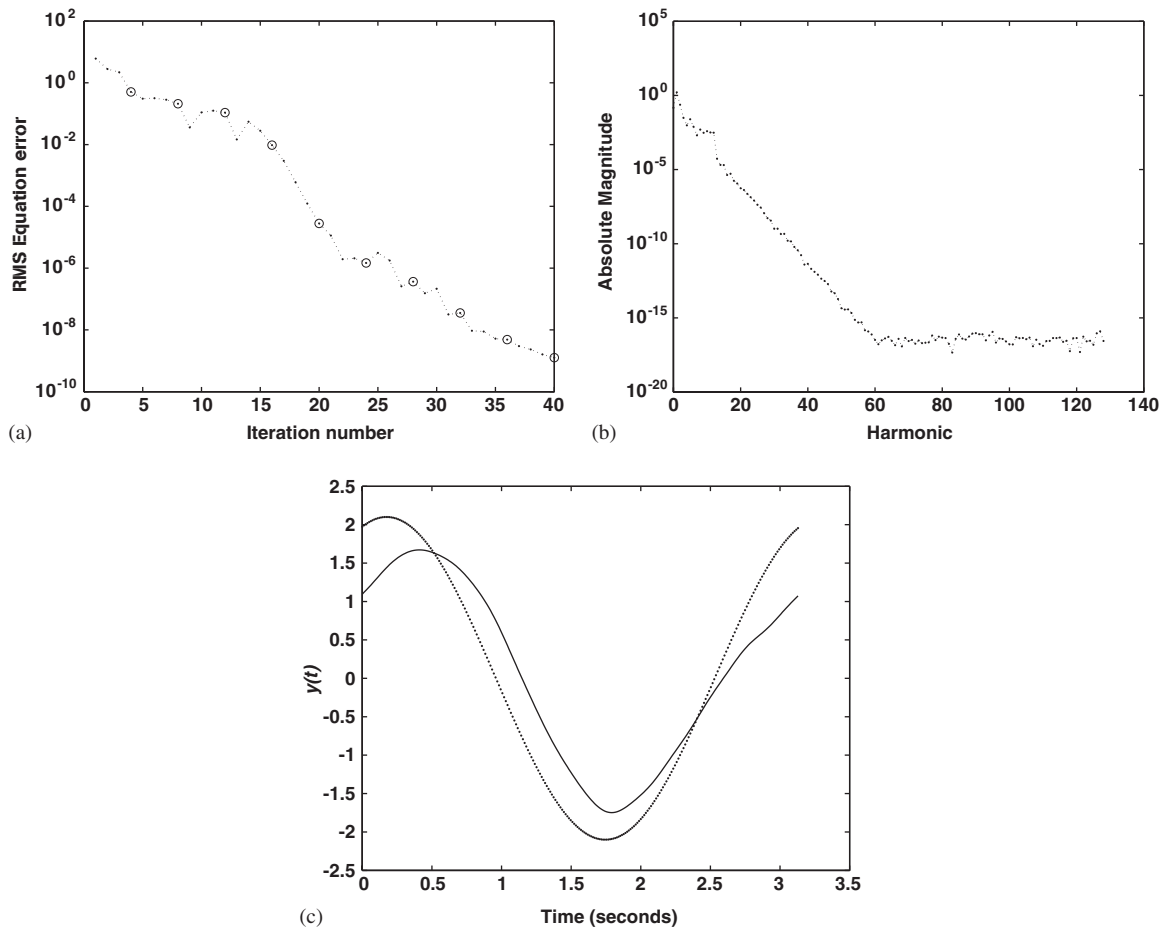 10^2
10^0
10^-2
10^-4
10^-6
10^-8
10^-10
RMS Equation error
0 5 10 15 20 25 30 35 40
Iteration number
(a)
10^5
10^0
10^-5
10^-10
10^-15
10^-20
Absolute Magnitude
0 20 40 60 80 100 120 140
Harmonic
(b)
2.5
2
1.5
1
0.5
0
-0.5
-1
-1.5
-2
-2.5
y(t)
0 0.5 1 1.5 2 2.5 3 3.5
Time (seconds)
(c)